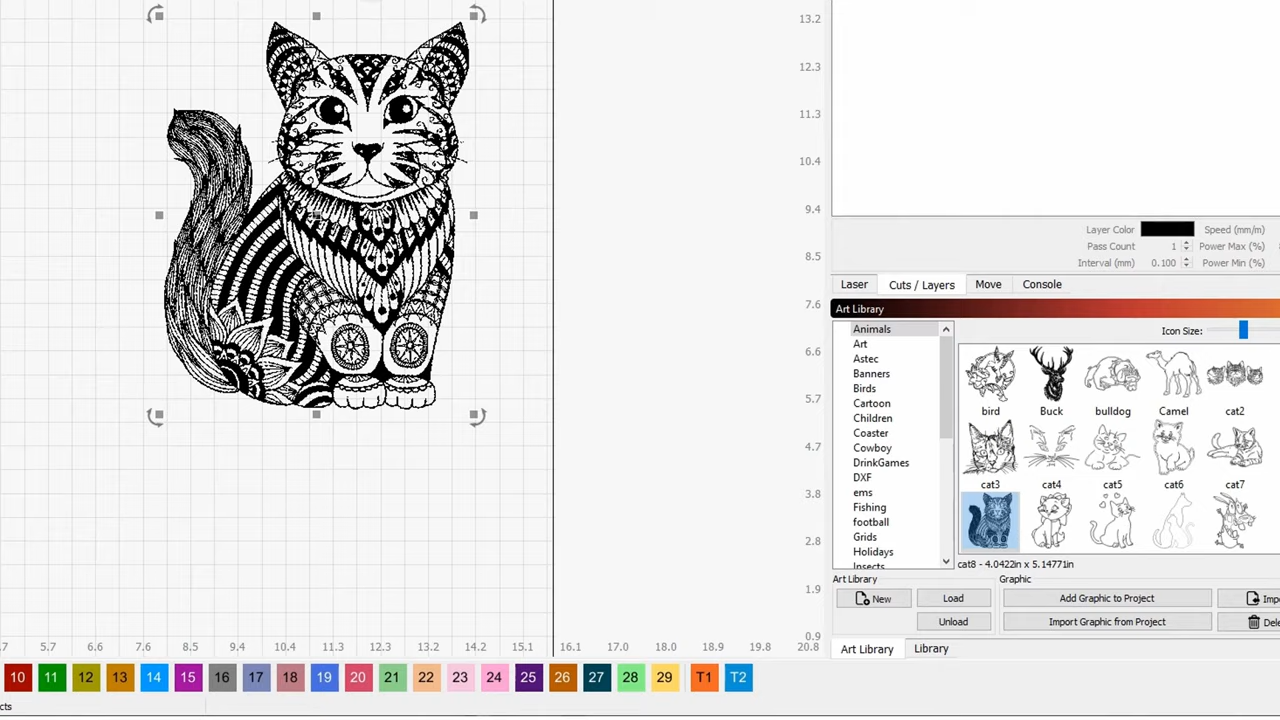 13.2
12.3
11.3
10.4
9.4
8.5
7.6
6.6
5.7
4.7
3.8
2.8
1.9
0.9
5.7 6.6 7.6 8.5 9.4 10.4 11.3 12.3 13.2 14.2 15.1 16.1 17.0 18.0 18.9 19.8 20.8
Layer Color Speed (mm/m)
Pass Count 1 Power Max (%)
Interval (mm) 0.100 Power Min (%)
Laser Cuts / Layers Move Console
Art Library
Animals
Art
Astec
Banners
Birds
Cartoon
Children
Coaster
Cowboy
DrinkGames
DXF
ems
Fishing
football
Grids
Holidays
Insects
Icon Size:
bird Buck bulldog Camel cat2
cat3 cat4 cat5 cat6 cat7
cat8 - 4.0422in x 5.14771in
Art Library Graphic
New Load Add Graphic to Project Impo
Unload Import Graphic from Project Dele
Art Library Library
10 11 12 13 14 15 16 17 18 19 20 21 22 23 24 25 26 27 28 29 T1 T2
cts